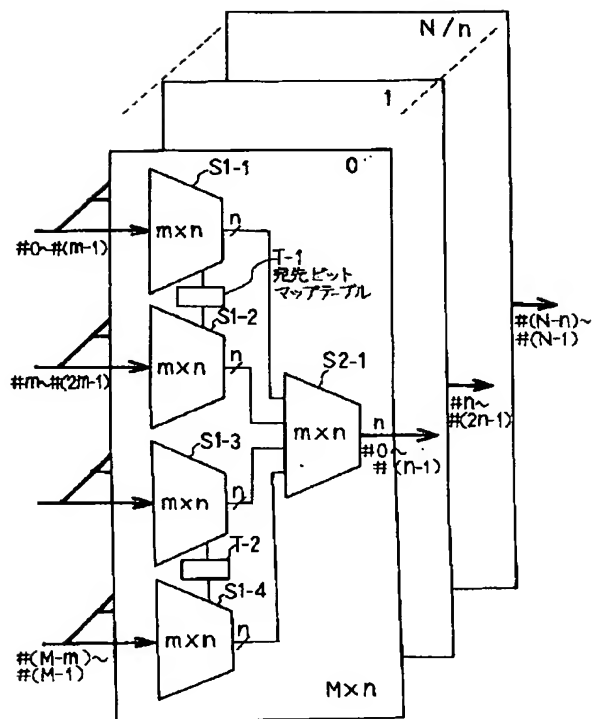 N/n
1
0
S1-1
m×n
n
#0~#(m-1)
T-1
宛先ビット
マップテーブル
S1-2
m×n
n
#m~#(2m-1)
#(N-n)~
#(N-1)
S2-1
m×n
n
#0~
#(n-1)
#n~
#(2n-1)
S1-3
m×n
n
T-2
S1-4
m×n
n
#(M-m)~
#(M-1)
M×n